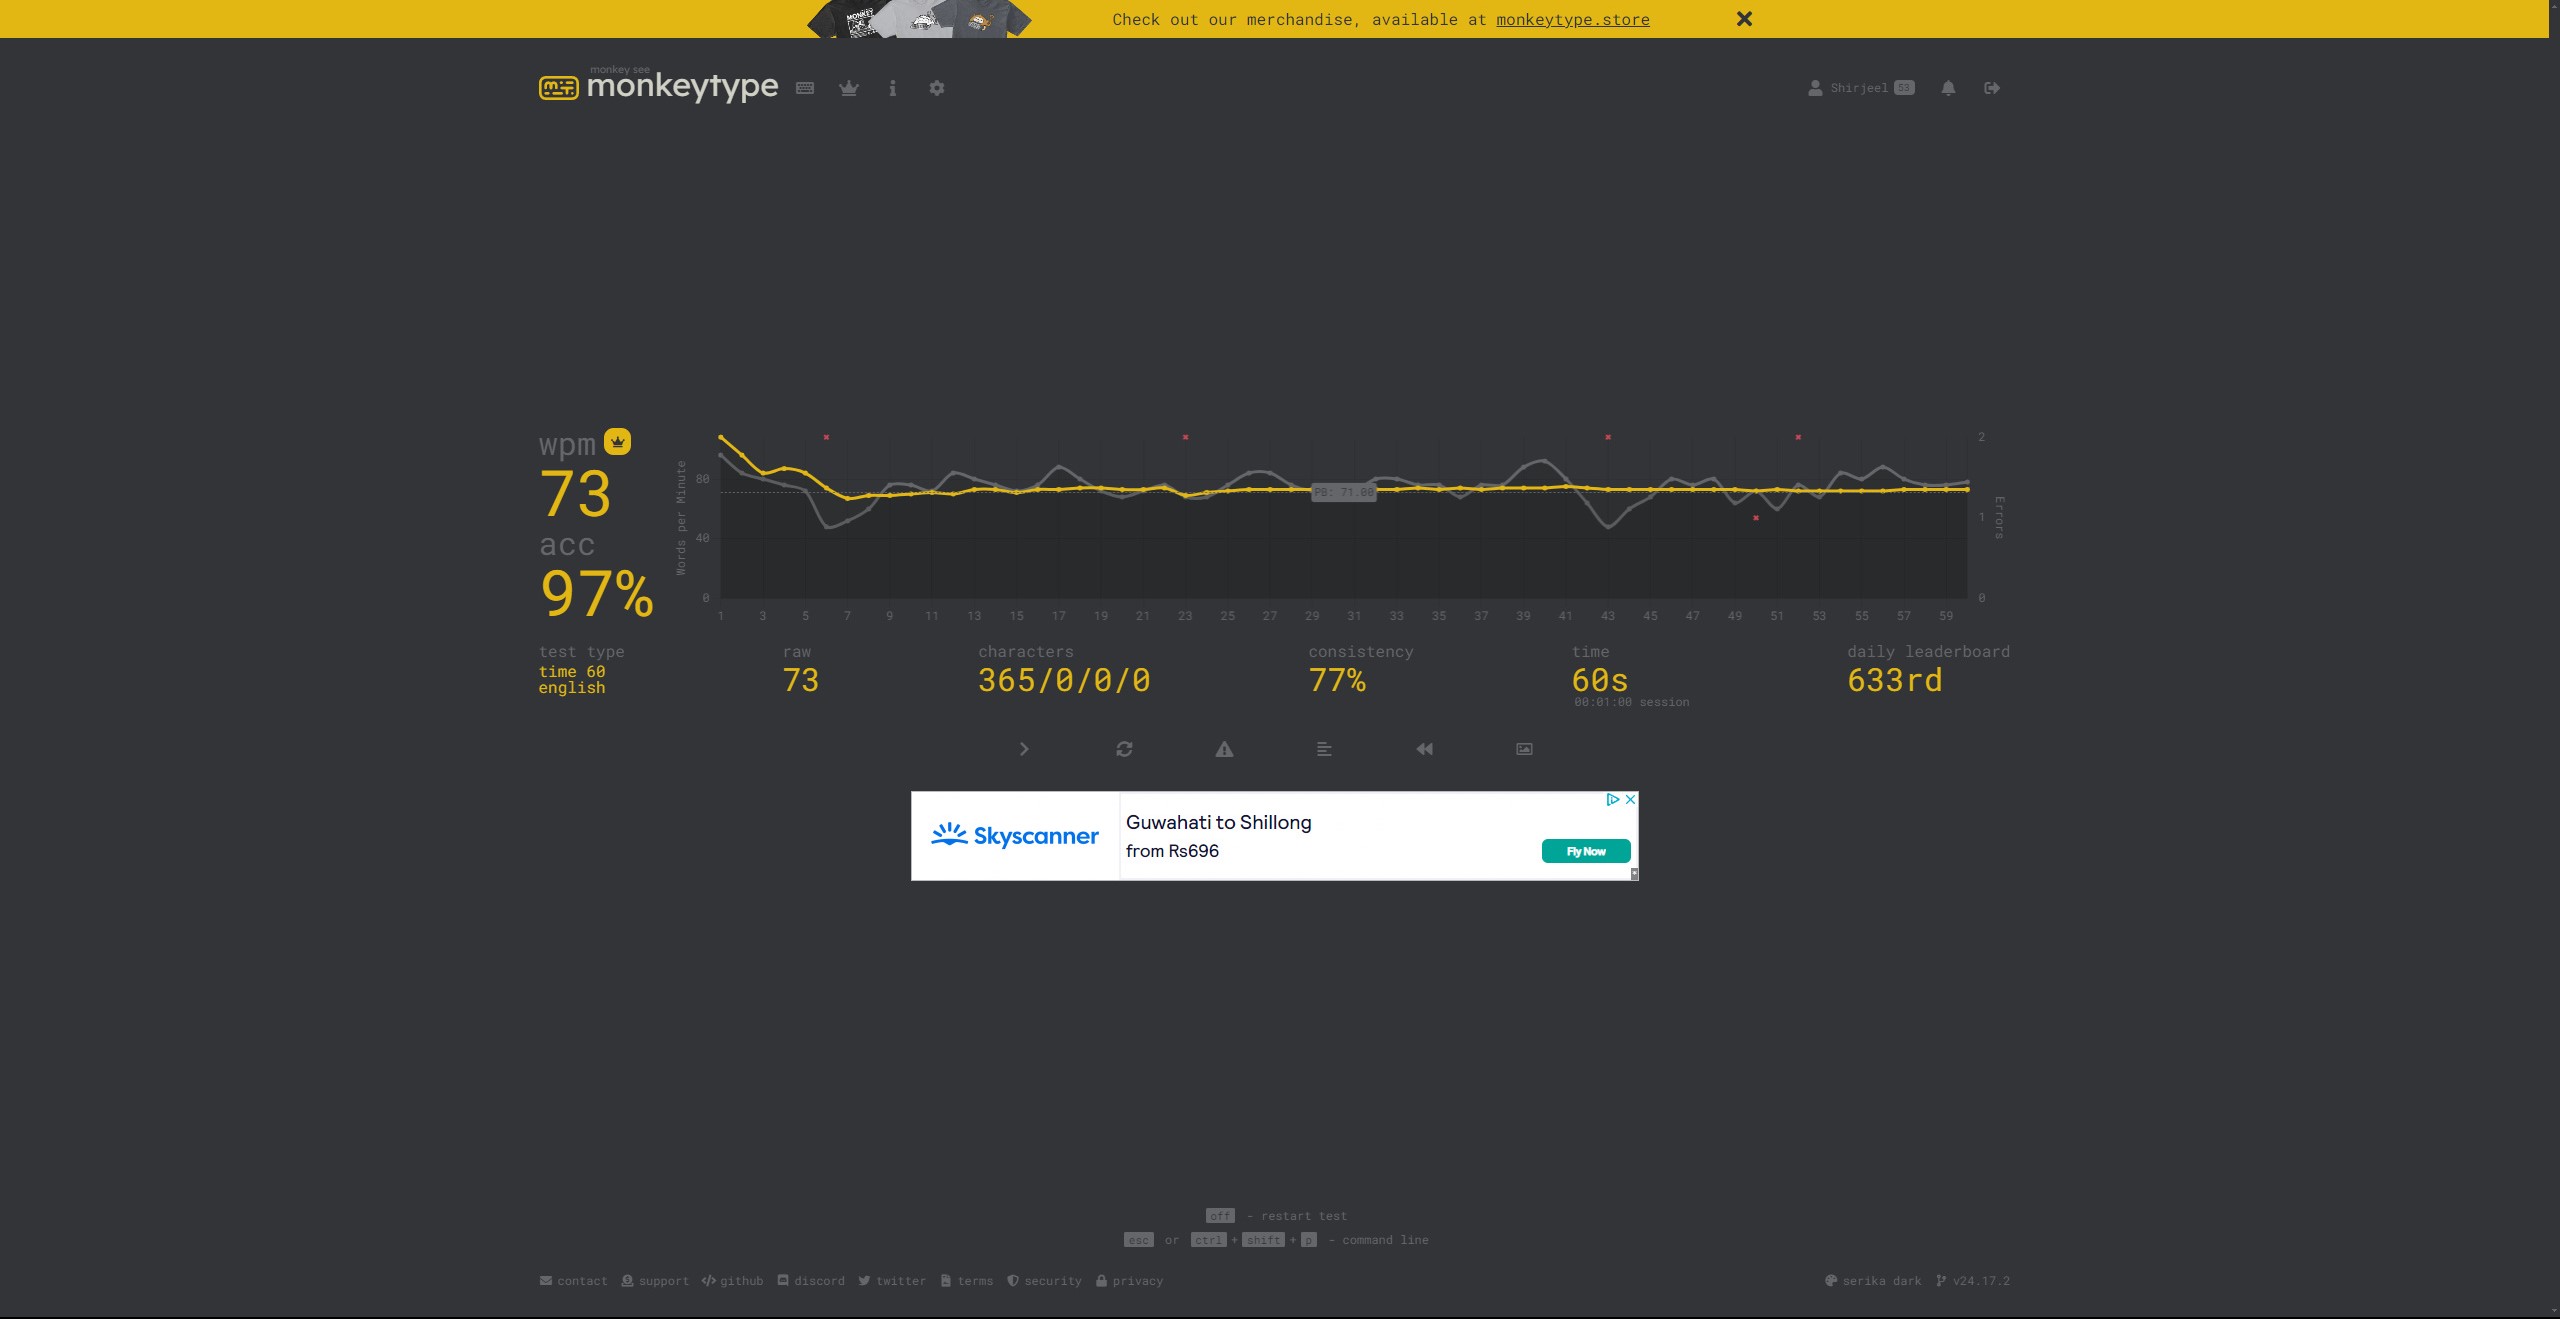 Check out our merchandise, available at monkeytype.store
monkey see
monkeytype
Shirjeel 53
wpm
73
acc
97%
Words per Minute
80
40
0
PB: 71.00
2
1
0
Errors
1 3 5 7 9 11 13 15 17 19 21 23 25 27 29 31 33 35 37 39 41 43 45 47 49 51 53 55 57 59
test type
time 60
english
raw
73
characters
365/0/0/0
consistency
77%
time
60s
00:01:00 session
daily leaderboard
633rd
Skyscanner
Guwahati to Shillong
from Rs696
Fly Now
off - restart test
esc or ctrl + shift + p - command line
contact support github discord twitter terms security privacy
serika dark v24.17.2